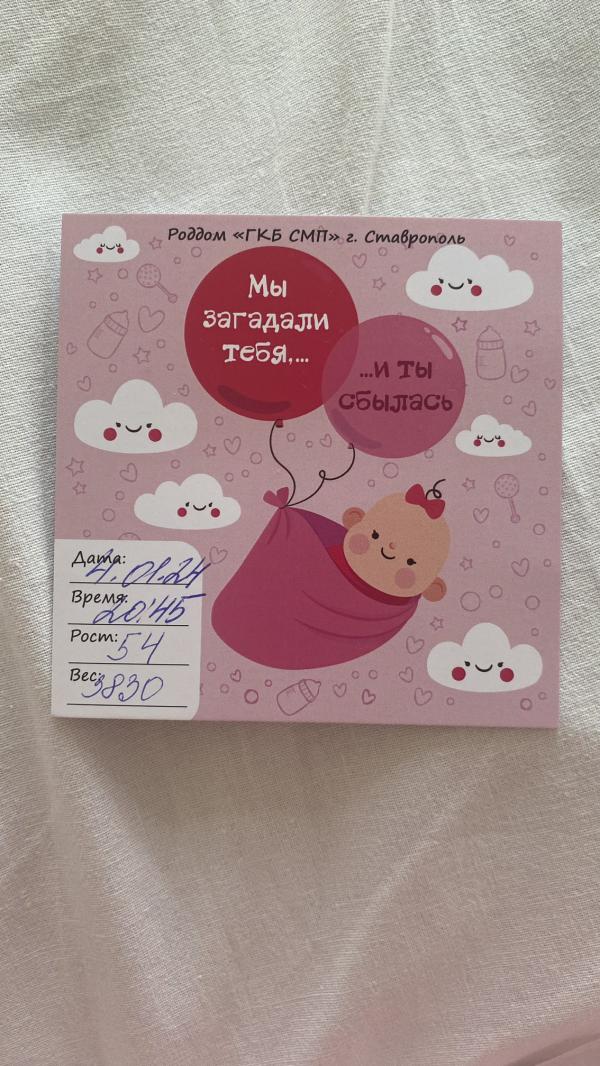 Роддом «ГКБ СМП» г. Ставрополь
Мы
загадали
тебя,...
...и ты
сбылась
Дата: 4.01.24
Время: 20:45
Рост: 54
Вес: 3830